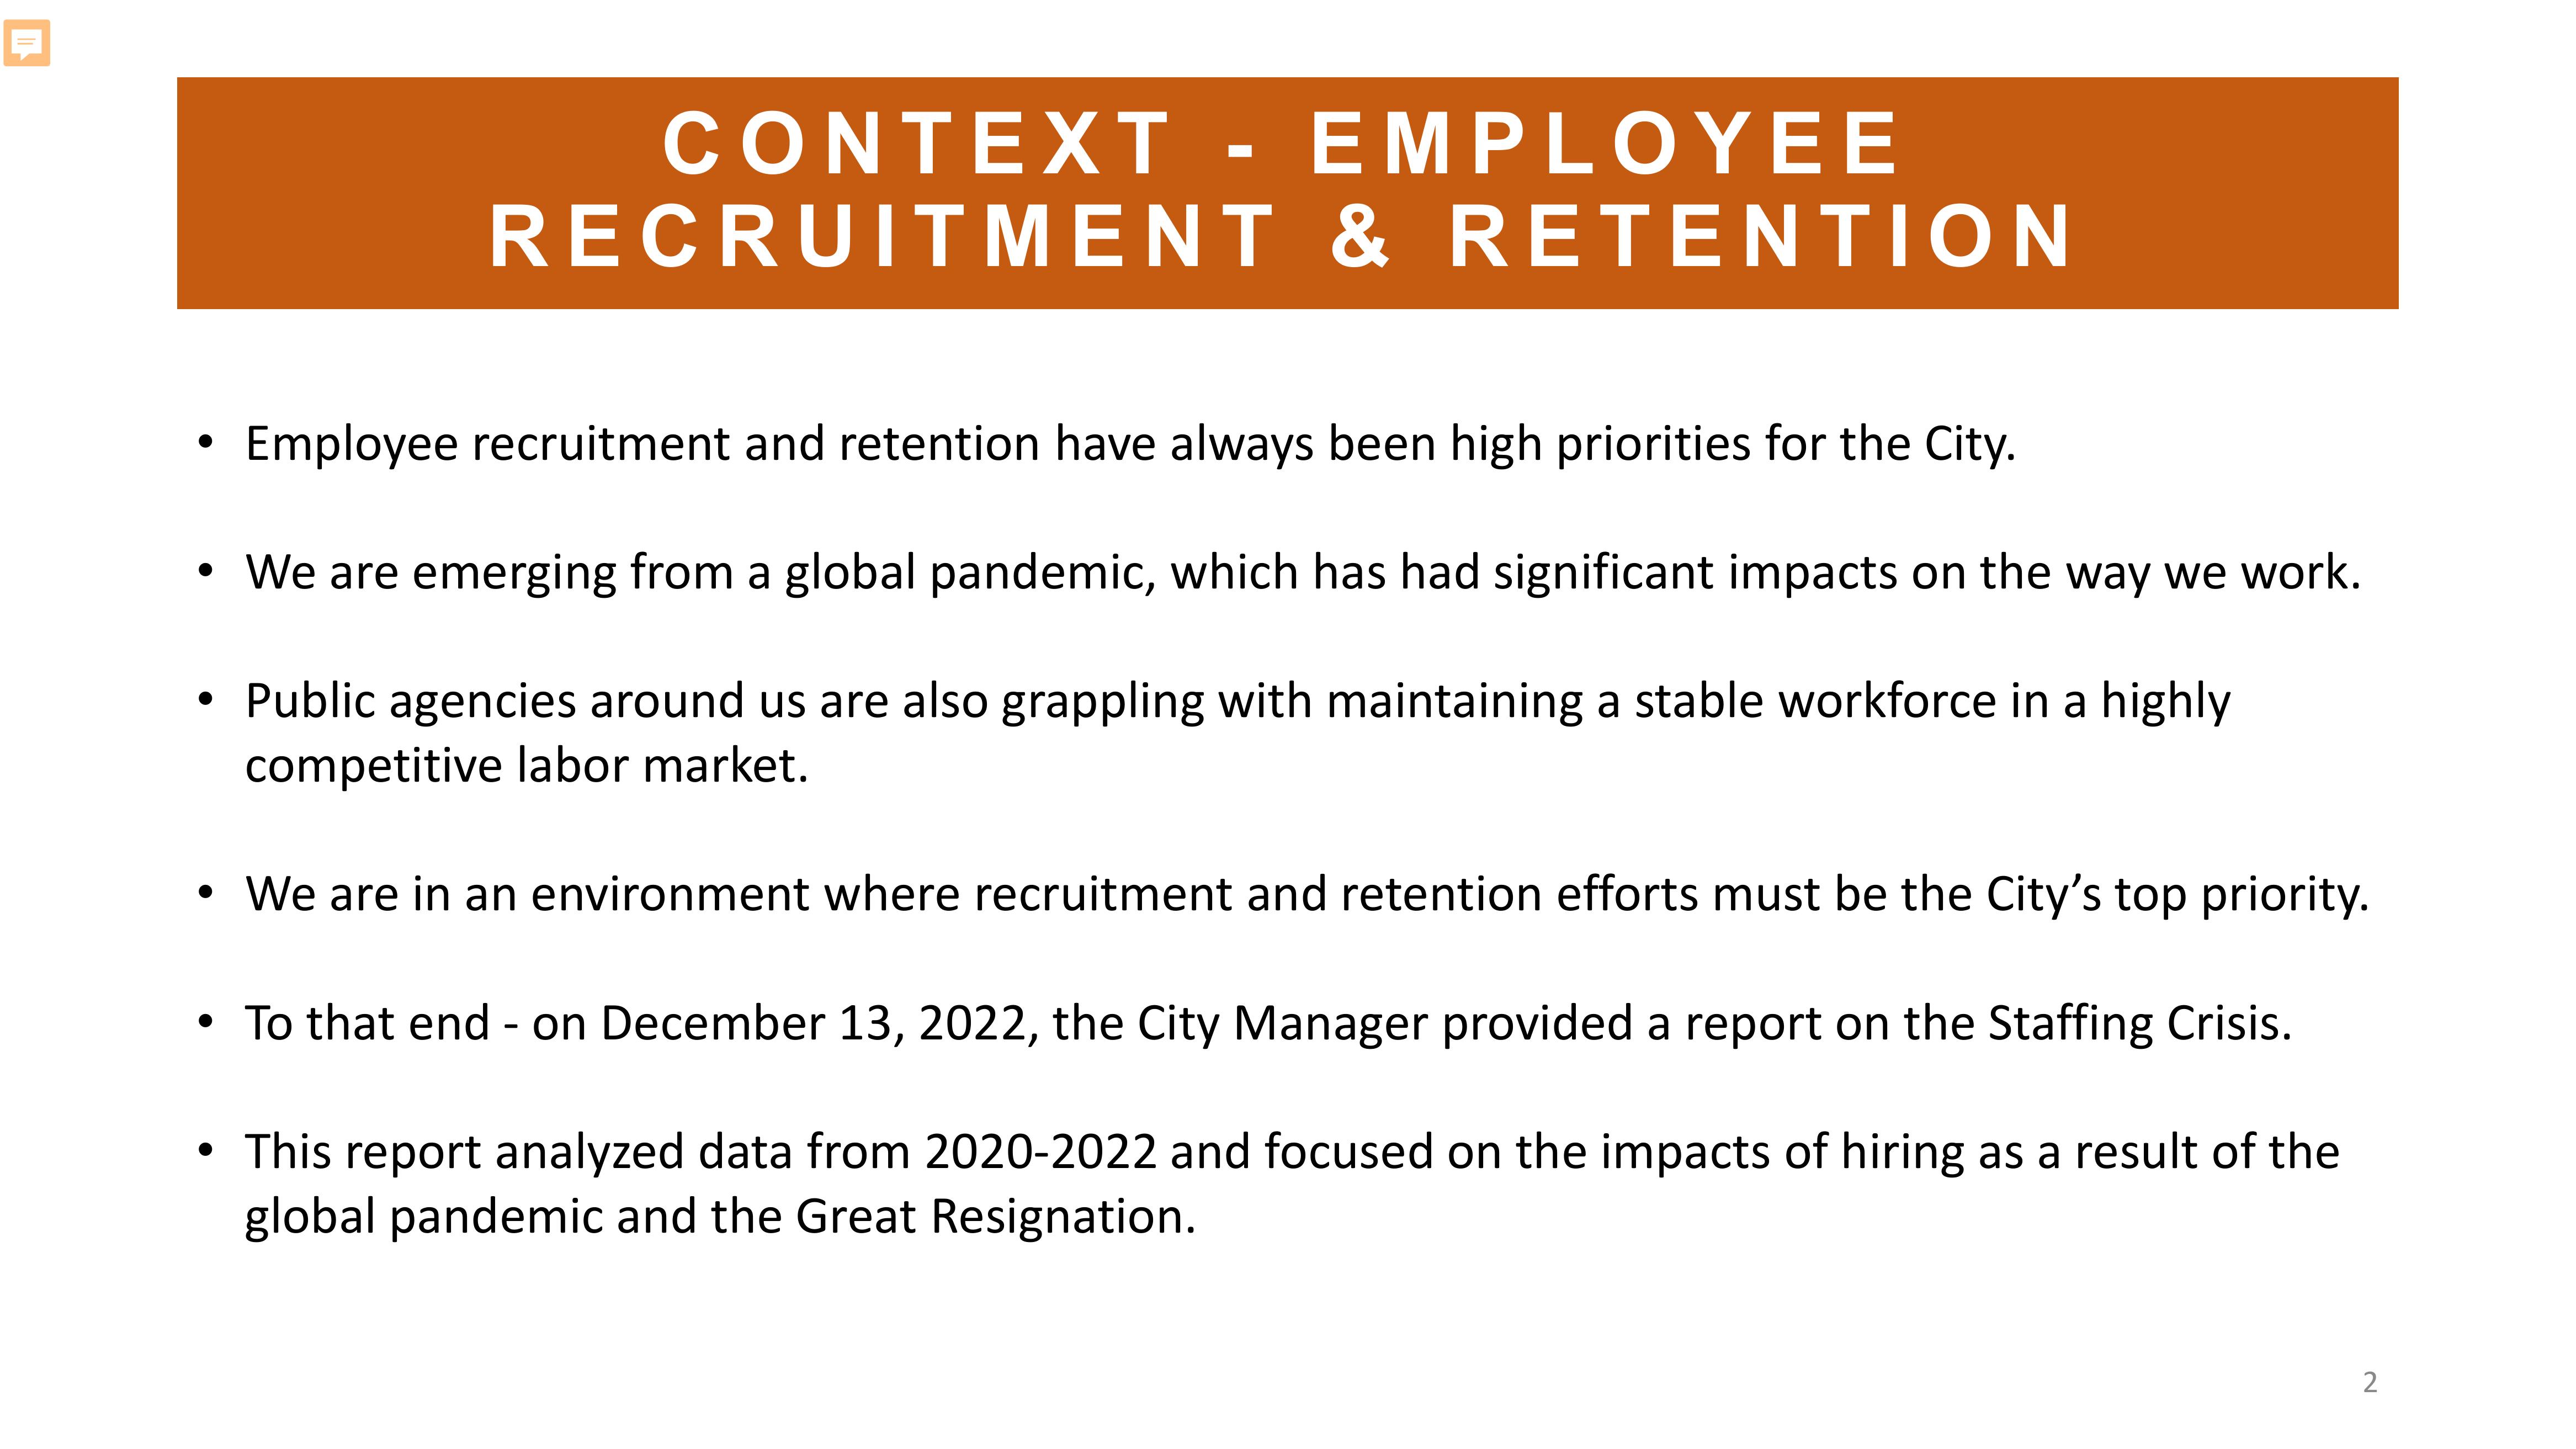 CONTEXT - EMPLOYEE
RECRUITMENT & RETENTION
• Employee recruitment and retention have always been high priorities for the City.
• We are emerging from a global pandemic, which has had significant impacts on the way we work.
• Public agencies around us are also grappling with maintaining a stable workforce in a highly
competitive labor market.
• We are in an environment where recruitment and retention efforts must be the City’s top priority.
• To that end - on December 13, 2022, the City Manager provided a report on the Staffing Crisis.
• This report analyzed data from 2020-2022 and focused on the impacts of hiring as a result of the
global pandemic and the Great Resignation.
2